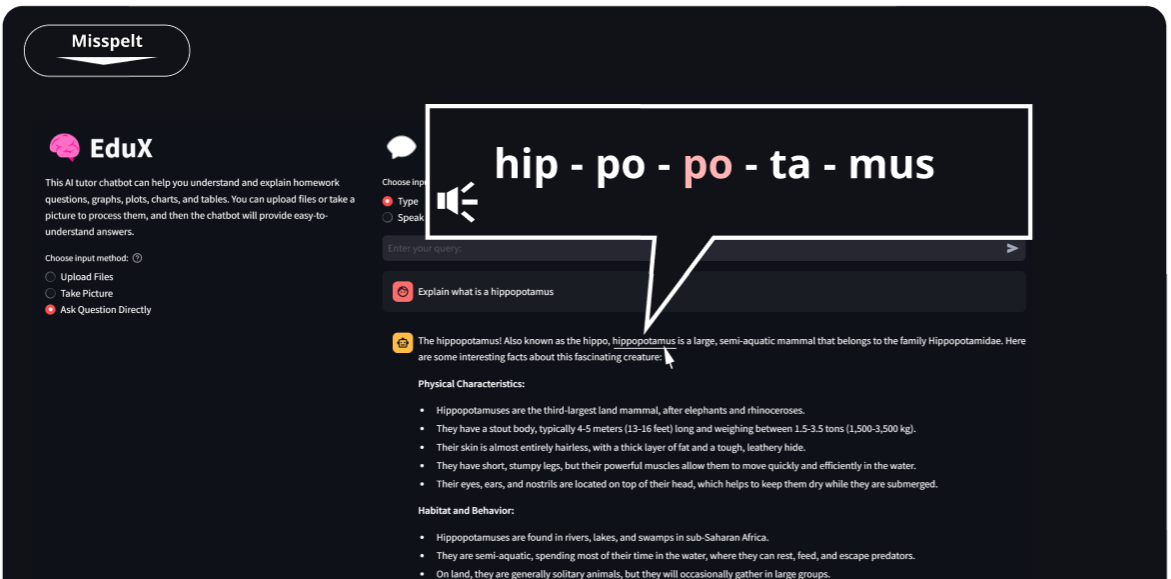 Misspelt
EduX
This AI tutor chatbot can help you understand and explain homework
questions, graphs, plots, charts, and tables. You can upload files or take a
picture to process them, and then the chatbot will provide easy-to-
understand answers.
Choose input method:
Upload Files
Take Picture
Ask Question Directly
hip - po - po - ta - mus
Choose inp
Type
Speak
Enter your query:
Explain what is a hippopotamus
The hippopotamus! Also known as the hippo, hippopotamus is a large, semi-aquatic mammal that belongs to the family Hippopotamidae. Here
are some interesting facts about this fascinating creature:
Physical Characteristics:
• Hippopotamuses are the third-largest land mammal, after elephants and rhinoceroses.
• They have a stout body, typically 4-5 meters (13-16 feet) long and weighing between 1.5-3.5 tons (1,500-3,500 kg).
• Their skin is almost entirely hairless, with a thick layer of fat and a tough, leathery hide.
• They have short, stumpy legs, but their powerful muscles allow them to move quickly and efficiently in the water.
• Their eyes, ears, and nostrils are located on top of their head, which helps to keep them dry while they are submerged.
Habitat and Behavior:
• Hippopotamuses are found in rivers, lakes, and swamps in sub-Saharan Africa.
• They are semi-aquatic, spending most of their time in the water, where they can rest, feed, and escape predators.
• On land, they are generally solitary animals, but they will occasionally gather in large groups.